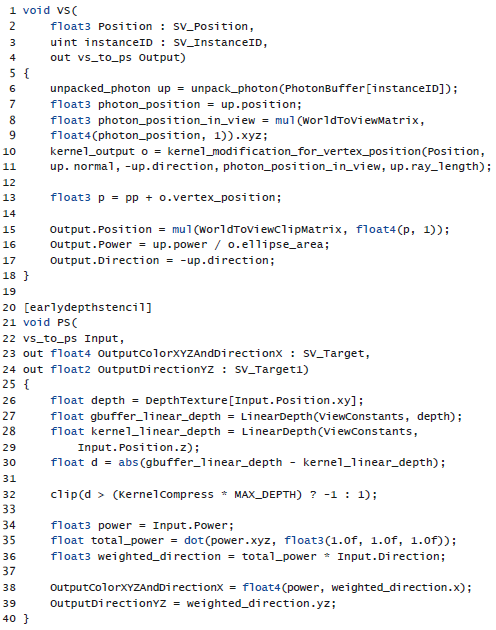 1 void VS(
2 float3 Position : SV_Position,
3 uint instanceID : SV_InstanceID,
4 out vs_to_ps Output)
5 {
6 unpacked_photon up = unpack_photon(PhotonBuffer[instanceID]);
7 float3 photon_position = up.position;
8 float3 photon_position_in_view = mul(WorldToViewMatrix,
9 float4(photon_position, 1)).xyz;
10 kernel_output o = kernel_modification_for_vertex_position(Position,
11 up. normal, -up.direction, photon_position_in_view, up.ray_length);
12
13 float3 p = pp + o.vertex_position;
14
15 Output.Position = mul(WorldToViewClipMatrix, float4(p, 1));
16 Output.Power = up.power / o.ellipse_area;
17 Output.Direction = -up.direction;
18 }
19
20 [earlydepthstencil]
21 void PS(
22 vs_to_ps Input,
23 out float4 OutputColorXYZAndDirectionX : SV_Target,
24 out float2 OutputDirectionYZ : SV_Target1)
25 {
26 float depth = DepthTexture[Input.Position.xy];
27 float gbuffer_linear_depth = LinearDepth(ViewConstants, depth);
28 float kernel_linear_depth = LinearDepth(ViewConstants,
29 Input.Position.z);
30 float d = abs(gbuffer_linear_depth - kernel_linear_depth);
31
32 clip(d > (KernelCompress * MAX_DEPTH) ? -1 : 1);
33
34 float3 power = Input.Power;
35 float total_power = dot(power.xyz, float3(1.0f, 1.0f, 1.0f));
36 float3 weighted_direction = total_power * Input.Direction;
37
38 OutputColorXYZAndDirectionX = float4(power, weighted_direction.x);
39 OutputDirectionYZ = weighted_direction.yz;
40 }